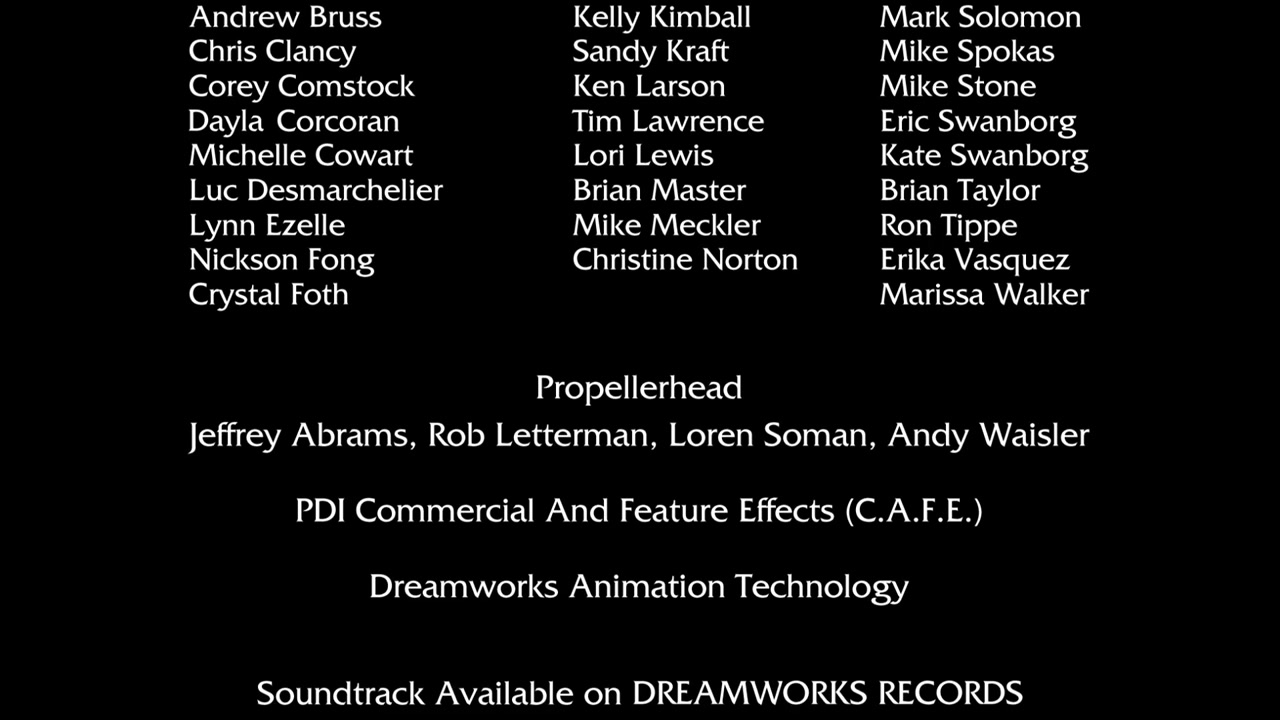 Andrew Bruss Kelly Kimball Mark Solomon
Chris Clancy Sandy Kraft Mike Spokas
Corey Comstock Ken Larson Mike Stone
Dayla Corcoran Tim Lawrence Eric Swanborg
Michelle Cowart Lori Lewis Kate Swanborg
Luc Desmarchelier Brian Master Brian Taylor
Lynn Ezelle Mike Meckler Ron Tippe
Nickson Fong Christine Norton Erika Vasquez
Crystal Foth Marissa Walker
Propellerhead
Jeffrey Abrams, Rob Letterman, Loren Soman, Andy Waisler
PDI Commercial And Feature Effects (C.A.F.E.)
Dreamworks Animation Technology
Soundtrack Available on DREAMWORKS RECORDS